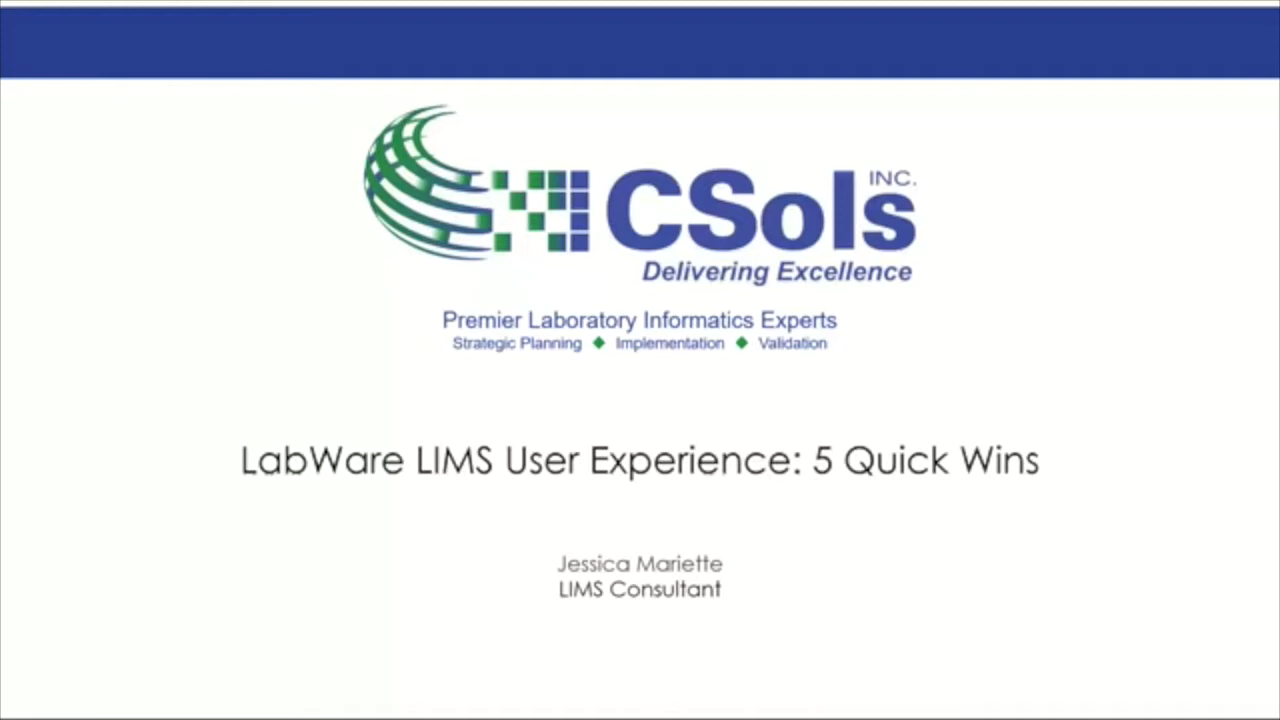 CSols INC.
Delivering Excellence
Premier Laboratory Informatics Experts
Strategic Planning ◆ Implementation ◆ Validation
LabWare LIMS User Experience: 5 Quick Wins
Jessica Mariette
LIMS Consultant